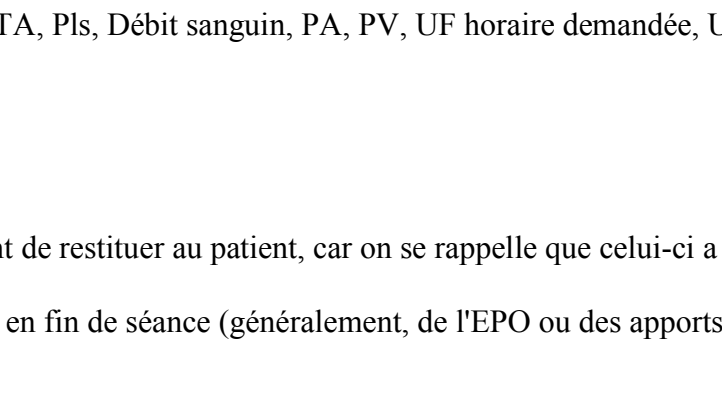 TA, Pls, Débit sanguin, PA, PV, UF horaire demandée,
de restituer au patient, car on se rappelle que celui-ci a
en fin de séance (généralement, de l'EPO ou des apports